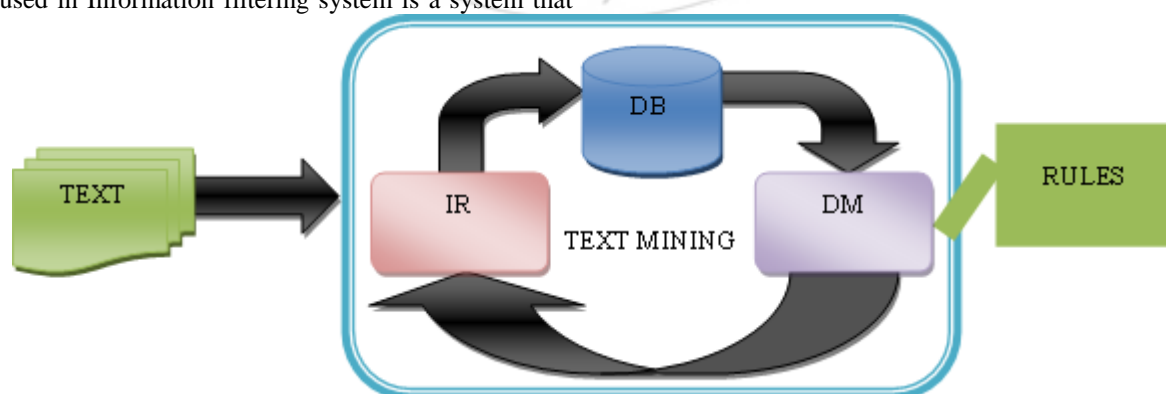 used in Information filtering system is a system that
DB
TEXT
IR
DM
RULES
TEXT MINING